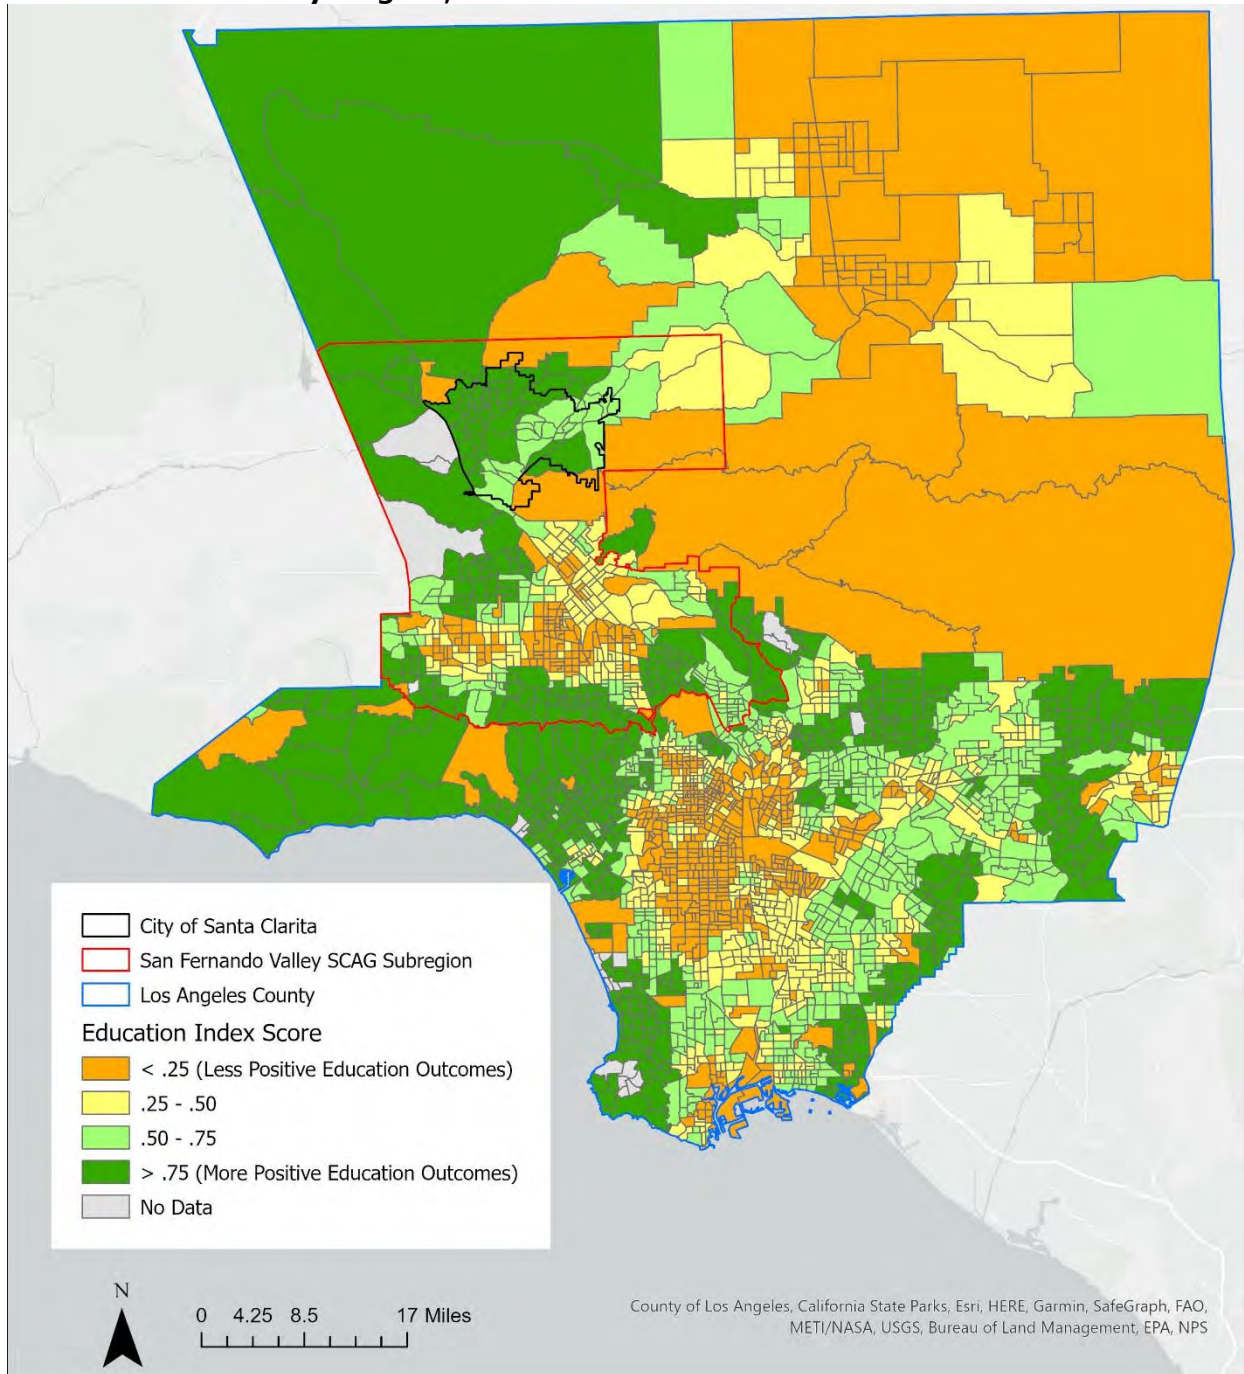 City of Santa Clarita
San Fernando Valley SCAG Subregion
Los Angeles County
Education Index Score
< .25 (Less Positive Education Outcomes)
.25 - .50
.50 - .75
> .75 (More Positive Education Outcomes)
No Data
N
0 4.25 8.5 17 Miles
County of Los Angeles, California State Parks, Esri, HERE, Garmin, SafeGraph, FAO,
METI/NASA, USGS, Bureau of Land Management, EPA, NPS